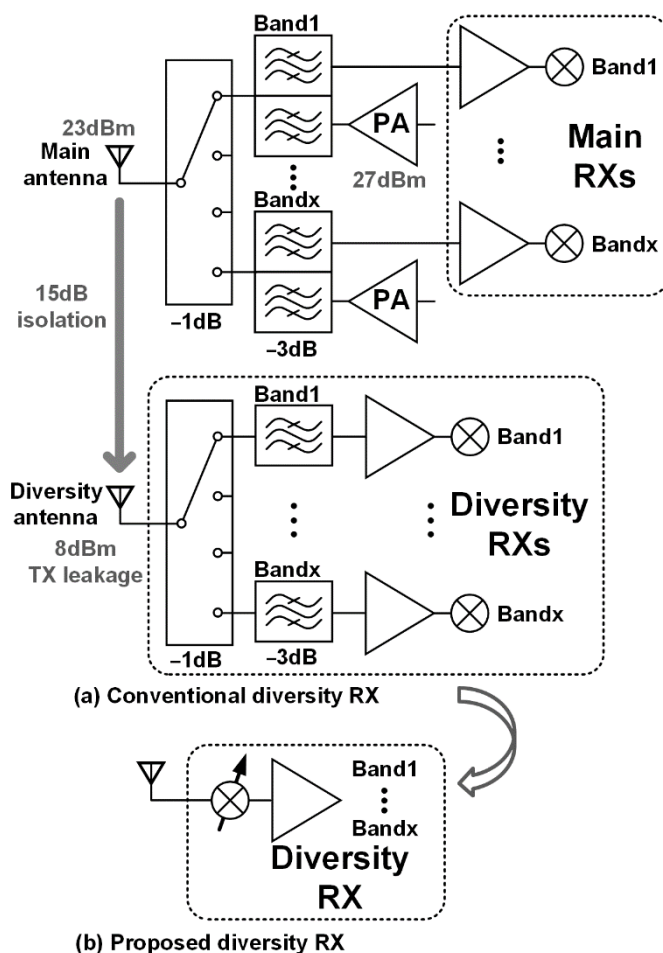 Band1
Band1
23dBm
Main
antenna
PA
27dBm
Main
RXs
Bandx
Bandx
PA
15dB
isolation
–1dB
–3dB
Band1
Band1
Diversity
antenna
8dBm
TX leakage
Diversity
RXs
Bandx
Bandx
–1dB
–3dB
(a) Conventional diversity RX
Band1
Bandx
Diversity
RX
(b) Proposed diversity RX